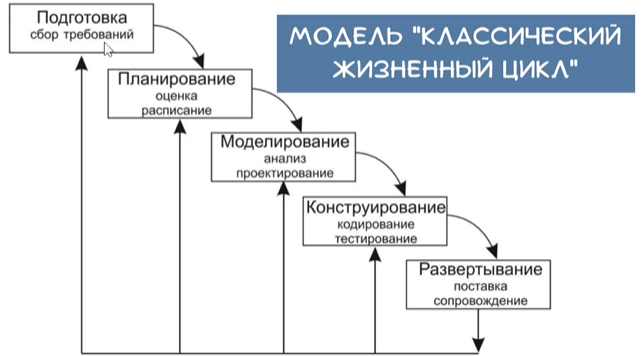 Подготовка
сбор требований
МОДЕЛЬ "КЛАССИЧЕСКИЙ
ЖИЗНЕННЫЙ ЦИКЛ"
Планирование
оценка
расписание
Моделирование
анализ
проектирование
Конструирование
кодирование
тестирование
Развертывание
поставка
сопровождение